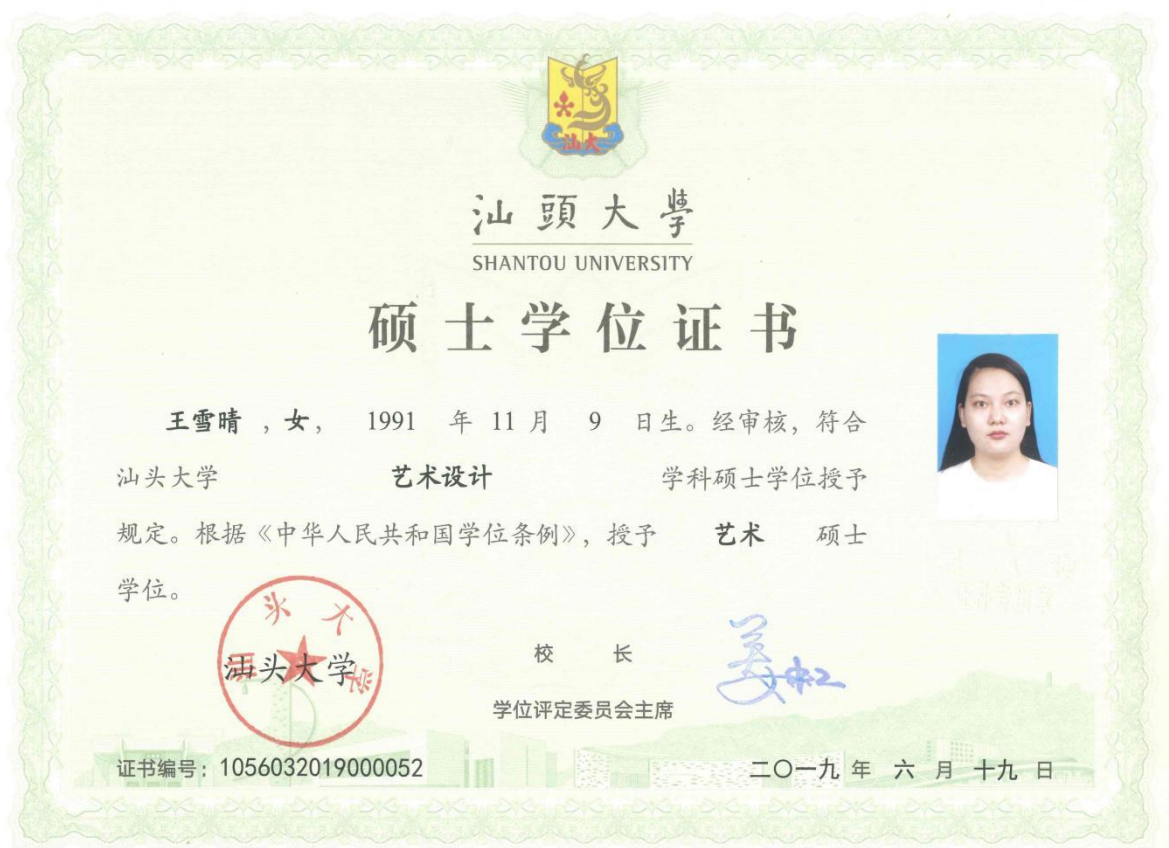 汕大
汕頭大學
SHANTOU UNIVERSITY
硕士学位证书
王雪晴 , 女, 1991 年 11 月 9 日生。经审核, 符合
汕头大学 艺术设计 学科硕士学位授予
规定。根据《中华人民共和国学位条例》, 授予 艺术 硕士
学位。
汕头大学
汕头大学
校 长
学位评定委员会主席
证书编号: 1056032019000052
二〇一九 年 六 月 十九 日